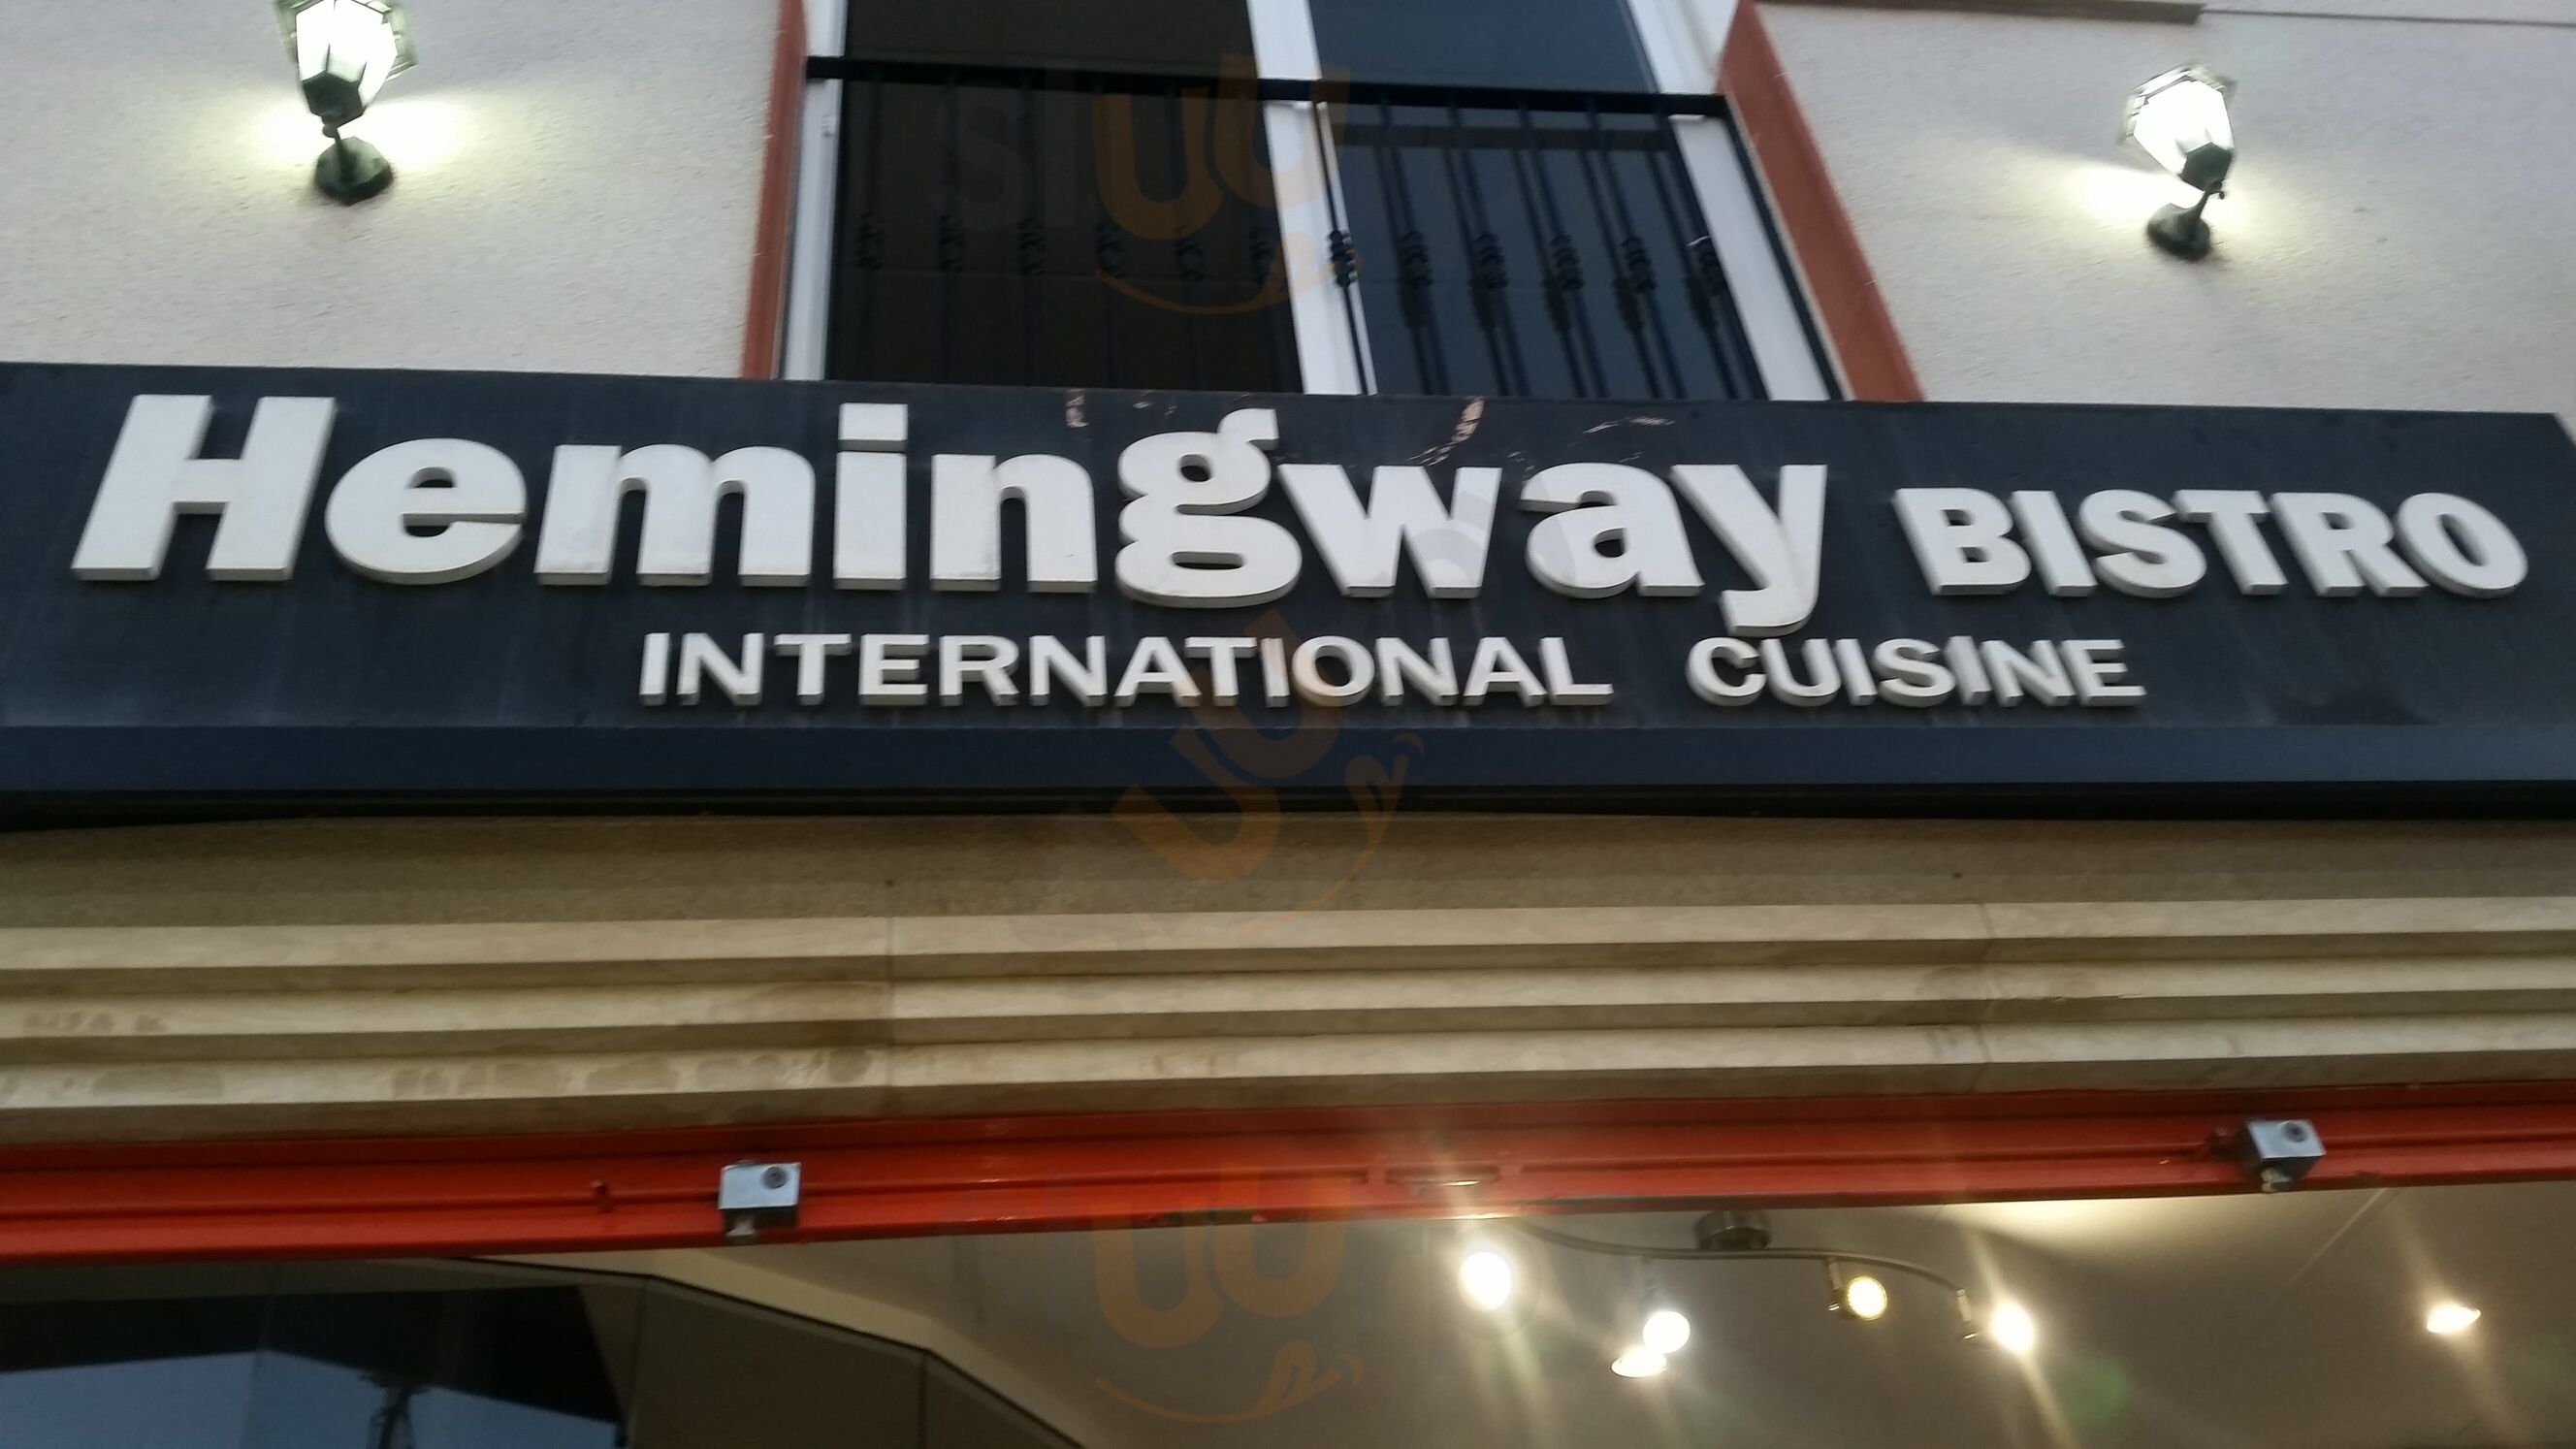 Hemingway BISTRO
INTERNATIONAL CUISINE